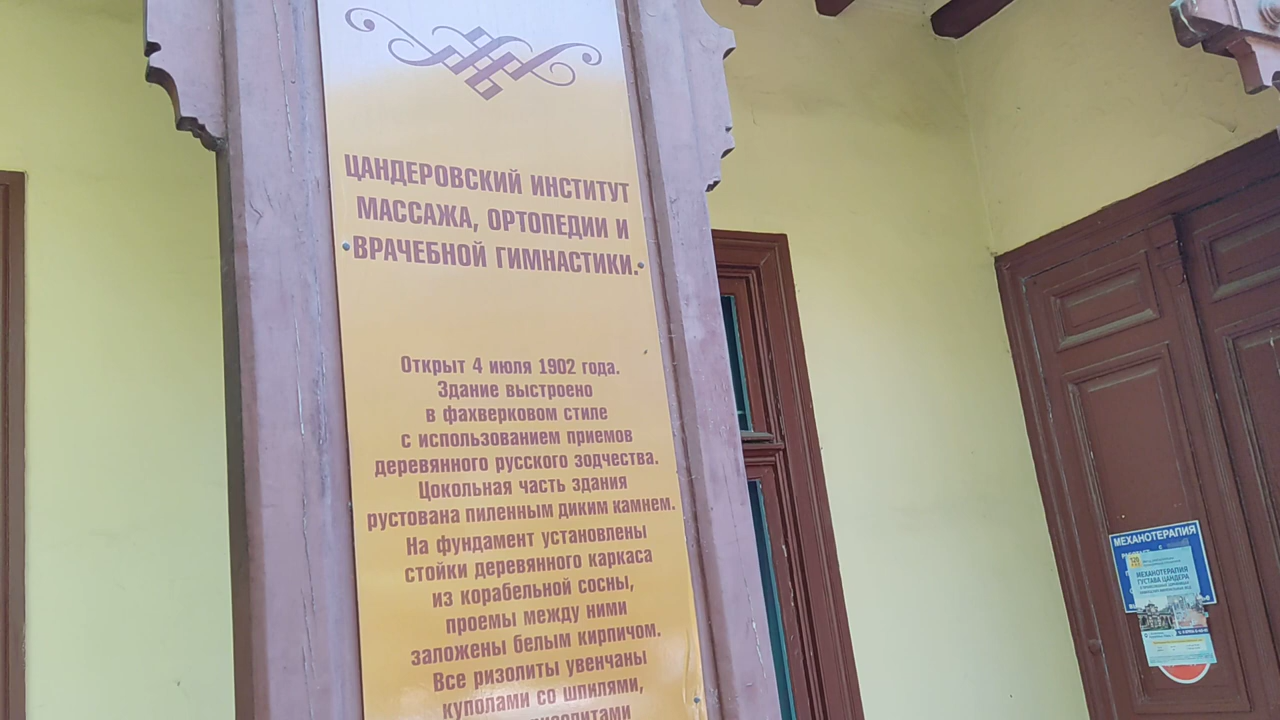 ЦАНДЕРОВСКИЙ ИНСТИТУТ
МАССАЖА, ОРТОПЕДИИ И
ВРАЧЕБНОЙ ГИМНАСТИКИ.
Открыт 4 июля 1902 года.
Здание выстроено
в фахверковом стиле
с использованием приемов
деревянного русского зодчества.
Цокольная часть здания
рустована пиленным диким камнем.
На фундамент установлены
стойки деревянного каркаса
из корабельной сосны,
проемы между ними
заложены белым кирпичом.
Все ризолиты увенчаны
куполами со шпилями,
МЕХАНОТЕРАПИЯ
МЕХАНОТЕРАПИЯ
ГУСТАВА ЦАНДЕРА